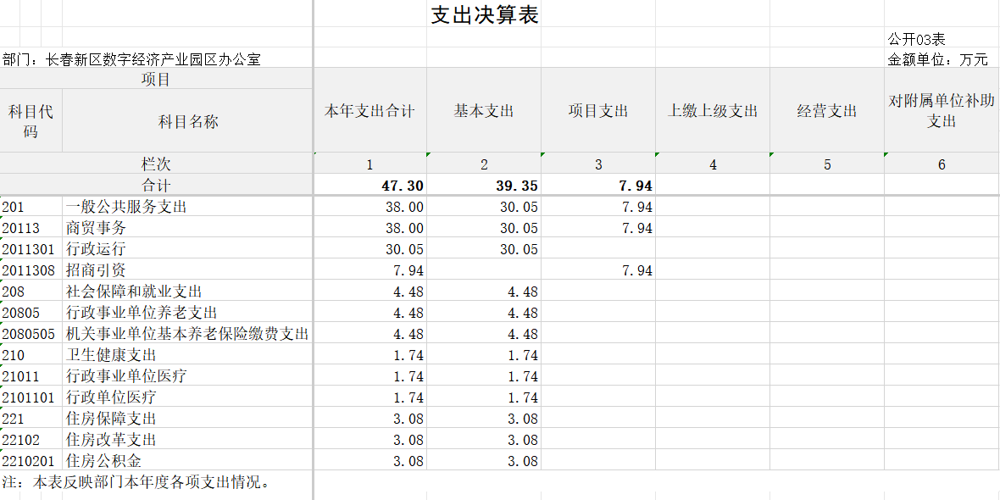 支出决算表
公开03表
部门：长春新区数字经济产业园区办公室 金额单位：万元
项目
科目代码 科目名称 本年支出合计 基本支出 项目支出 上缴上级支出 经营支出 对附属单位补助支出
栏次 1 2 3 4 5 6
合计 47.30 39.35 7.94
201 一般公共服务支出 38.00 30.05 7.94
20113 商贸事务 38.00 30.05 7.94
2011301 行政运行 30.05 30.05
2011308 招商引资 7.94 7.94
208 社会保障和就业支出 4.48 4.48
20805 行政事业单位养老支出 4.48 4.48
2080505 机关事业单位基本养老保险缴费支出 4.48 4.48
210 卫生健康支出 1.74 1.74
21011 行政事业单位医疗 1.74 1.74
2101101 行政单位医疗 1.74 1.74
221 住房保障支出 3.08 3.08
22102 住房改革支出 3.08 3.08
2210201 住房公积金 3.08 3.08
注：本表反映部门本年度各项支出情况。